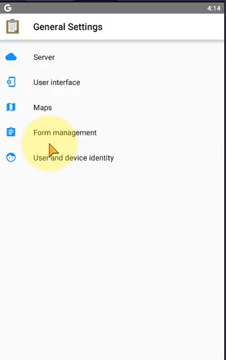 G
4:14
General Settings
Server
User interface
Maps
Form management
User and device identity